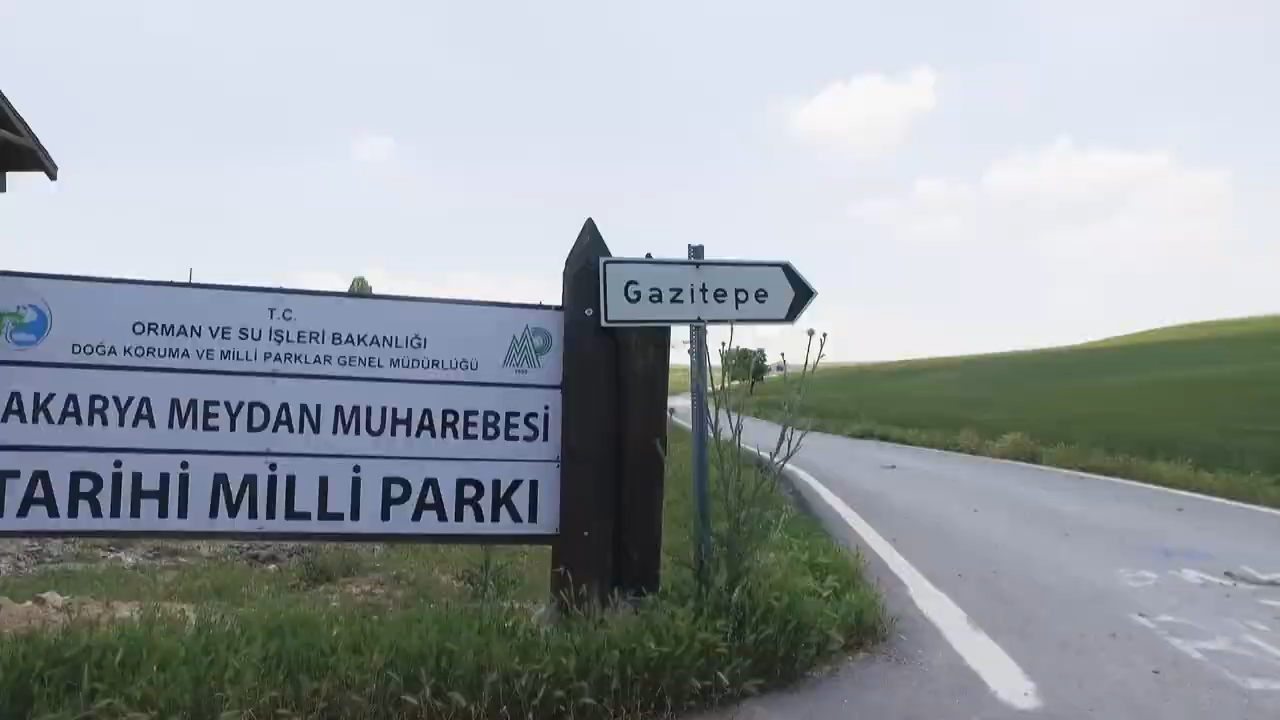 T.C.
ORMAN VE SU İŞLERİ BAKANLIĞI
DOĞA KORUMA VE MİLLİ PARKLAR GENEL MÜDÜRLÜĞÜ
AKARYA MEYDAN MUHAREBESİ
TARİHİ MİLLİ PARKI
Gazitepe